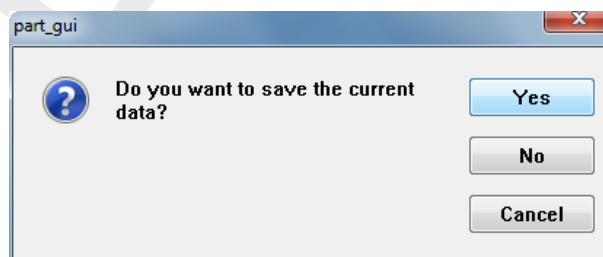 part_gui
Do you want to save the current
data?
Yes
No
Cancel